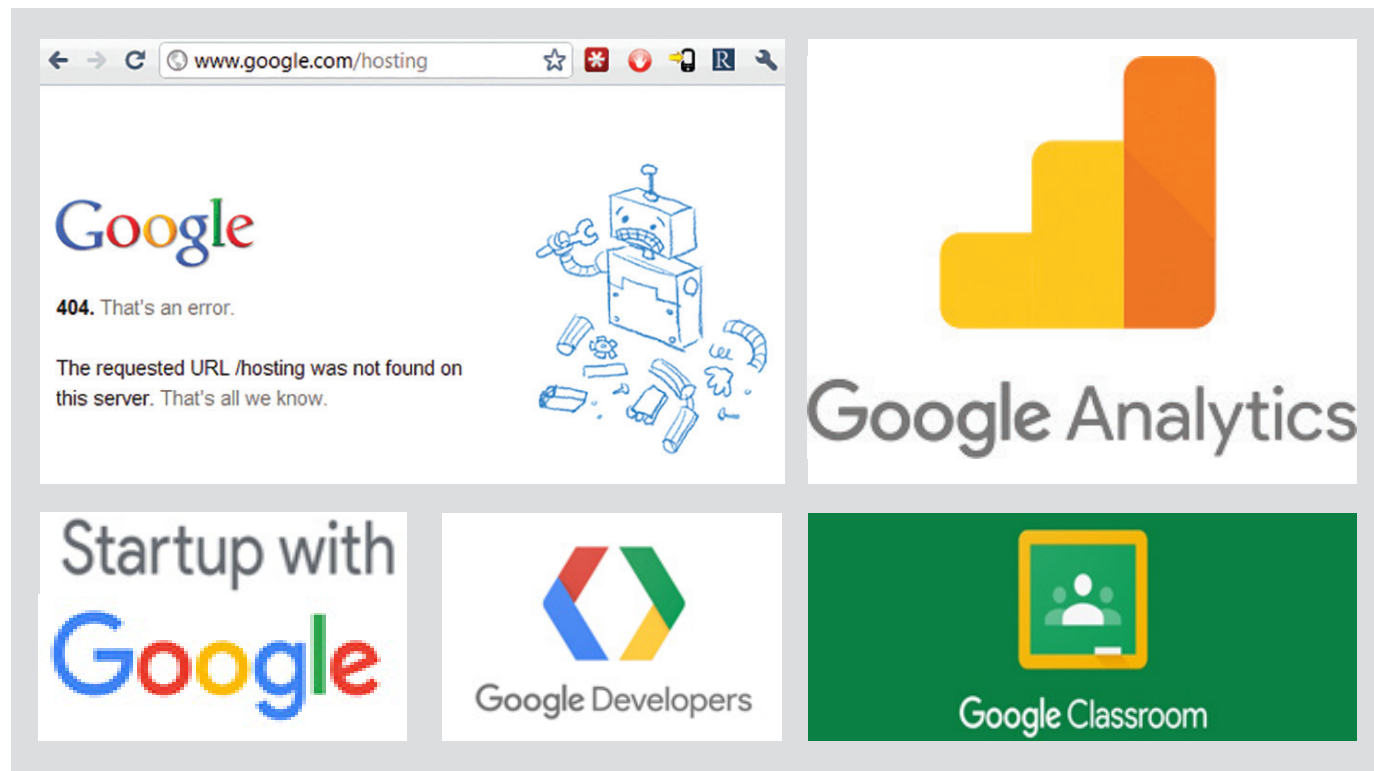 www.google.com/hosting
R
Google
404. That's an error.
The requested URL /hosting was not found on
this server. That's all we know.
Google Analytics
Startup with
Google
Google Developers
Google Classroom